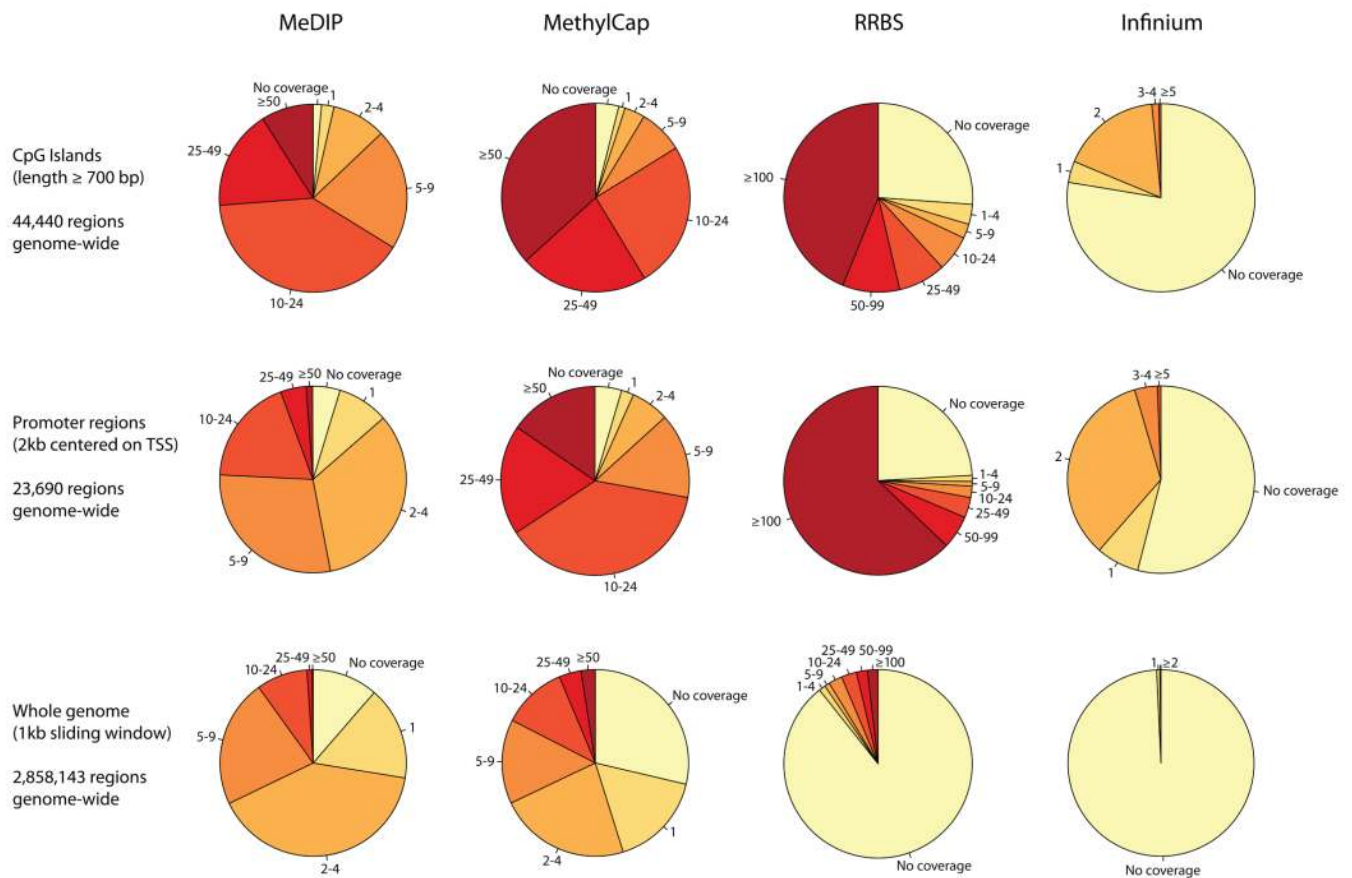 MeDIP
MethylCap
RRBS
Infinium
CpG Islands
(length ≥ 700 bp)
44,440 regions
genome-wide
No coverage
1
2-4
5-9
10-24
25-49
≥50
No coverage
1
2-4
5-9
10-24
25-49
≥50
No coverage
1-4
5-9
10-24
25-49
50-99
≥100
No coverage
1
2
3-4
≥5
Promoter regions
(2kb centered on TSS)
23,690 regions
genome-wide
No coverage
1
2-4
5-9
10-24
25-49
≥50
No coverage
1
2-4
5-9
10-24
25-49
≥50
No coverage
1-4
5-9
10-24
25-49
50-99
≥100
No coverage
1
2
3-4
≥5
Whole genome
(1kb sliding window)
2,858,143 regions
genome-wide
No coverage
1
2-4
5-9
10-24
25-49
≥50
No coverage
1
2-4
5-9
10-24
25-49
≥50
No coverage
1-4
5-9
10-24
25-49
50-99
≥100
No coverage
1
≥2